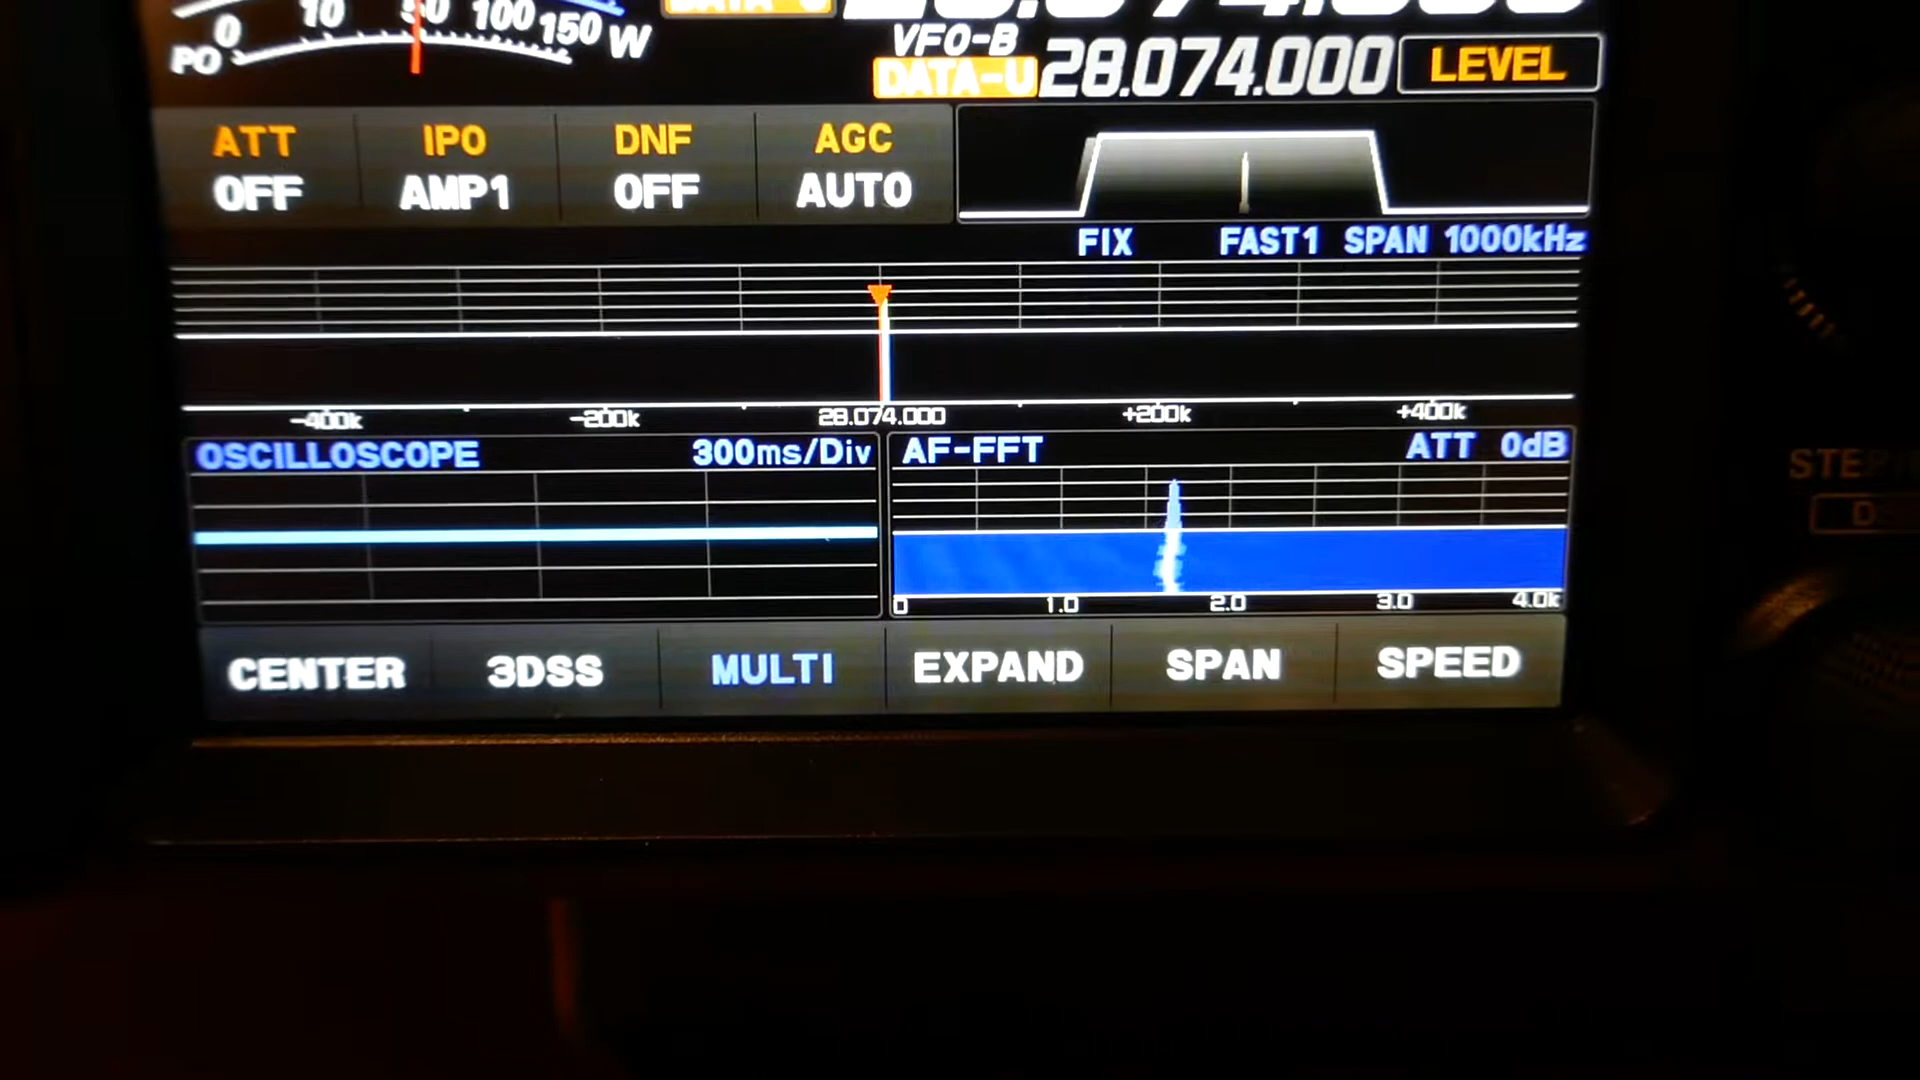 0 10 50 100 150 W
PO
VFO-B
DATA-U 28.074.000 LEVEL
ATT IPO DNF AGC
OFF AMP1 OFF AUTO
FIX FAST1 SPAN 1000kHz
-400k -200k 28.074.000 +200k +400k
OSCILLOSCOPE 300ms/Div AF-FFT ATT 0dB
0 1.0 2.0 3.0 4.0k
CENTER 3DSS MULTI EXPAND SPAN SPEED